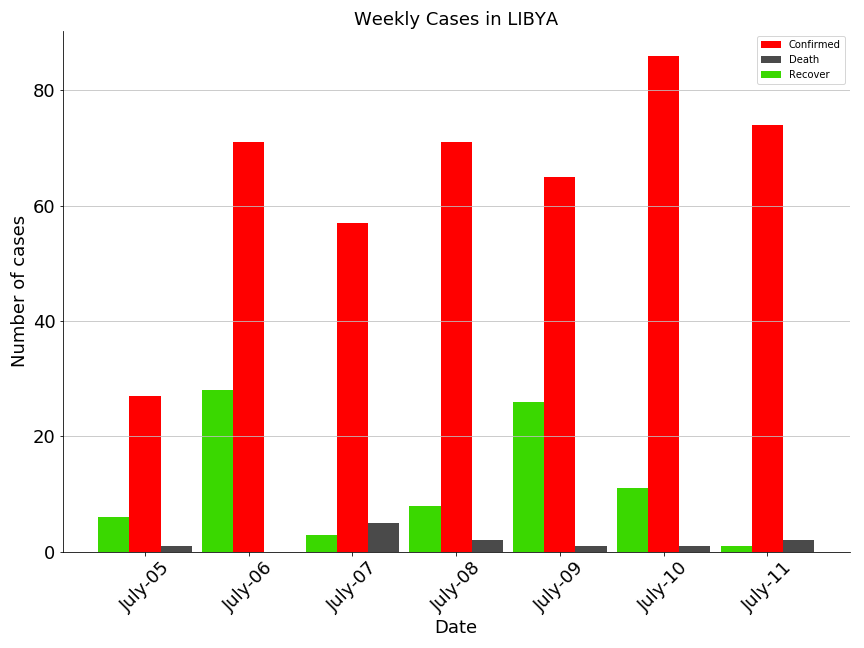 Weekly Cases in LIBYA
Confirmed
Death
Recover
Number of cases
80
60
40
20
0
July-05
July-06
July-07
July-08
July-09
July-10
July-11
Date